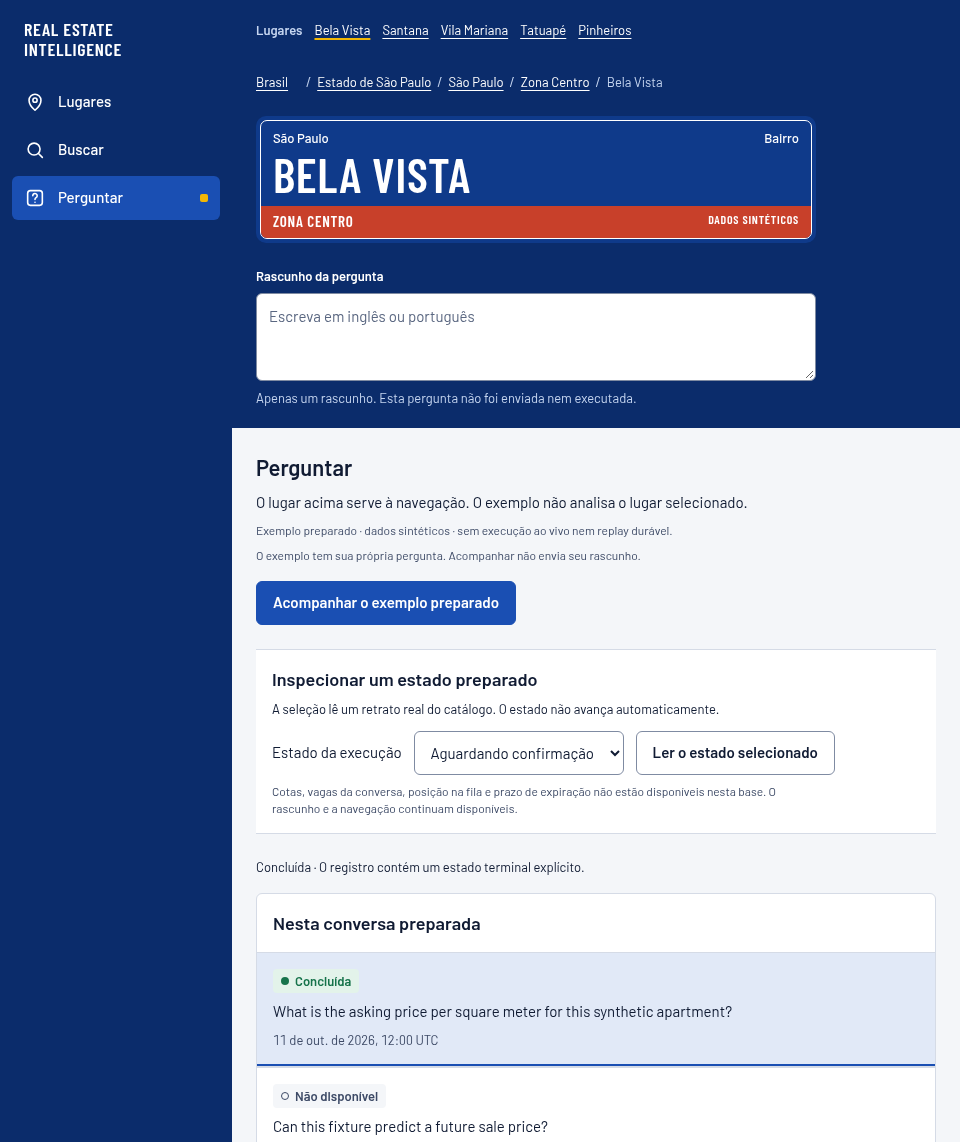 REAL ESTATE
INTELLIGENCE
Lugares
Buscar
Perguntar
Lugares Bela Vista Santana Vila Mariana Tatuapé Pinheiros
Brasil / Estado de São Paulo / São Paulo / Zona Centro / Bela Vista
São Paulo Bairro
BELA VISTA
ZONA CENTRO DADOS SINTÉTICOS
Rascunho da pergunta
Escreva em inglês ou português
Apenas um rascunho. Esta pergunta não foi enviada nem executada.
Perguntar
O lugar acima serve à navegação. O exemplo não analisa o lugar selecionado.
Exemplo preparado · dados sintéticos · sem execução ao vivo nem replay durável.
O exemplo tem sua própria pergunta. Acompanhar não envia seu rascunho.
Acompanhar o exemplo preparado
Inspecionar um estado preparado
A seleção lê um retrato real do catálogo. O estado não avança automaticamente.
Estado da execução Aguardando confirmação Ler o estado selecionado
Cotas, vagas da conversa, posição na fila e prazo de expiração não estão disponíveis nesta base. O
rascunho e a navegação continuam disponíveis.
Concluída · O registro contém um estado terminal explícito.
Nesta conversa preparada
Concluída
What is the asking price per square meter for this synthetic apartment?
11 de out. de 2026, 12:00 UTC
Não disponível
Can this fixture predict a future sale price?